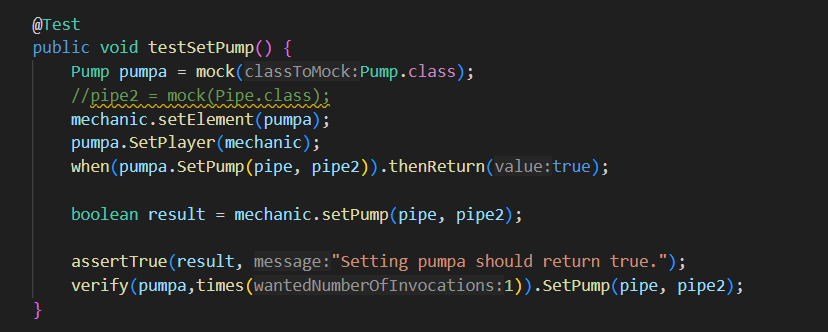 @Test
public void testSetPump() {
Pump pumpa = mock(classToMock:Pump.class);
//pipe2 = mock(Pipe.class);
mechanic.setElement(pumpa);
pumpa.SetPlayer(mechanic);
when(pumpa.SetPump(pipe, pipe2)).thenReturn(value:true);
boolean result = mechanic.setPump(pipe, pipe2);
assertTrue(result, message:"Setting pumpa should return true.");
verify(pumpa,times(wantedNumberOfInvocations:1)).SetPump(pipe, pipe2);
}